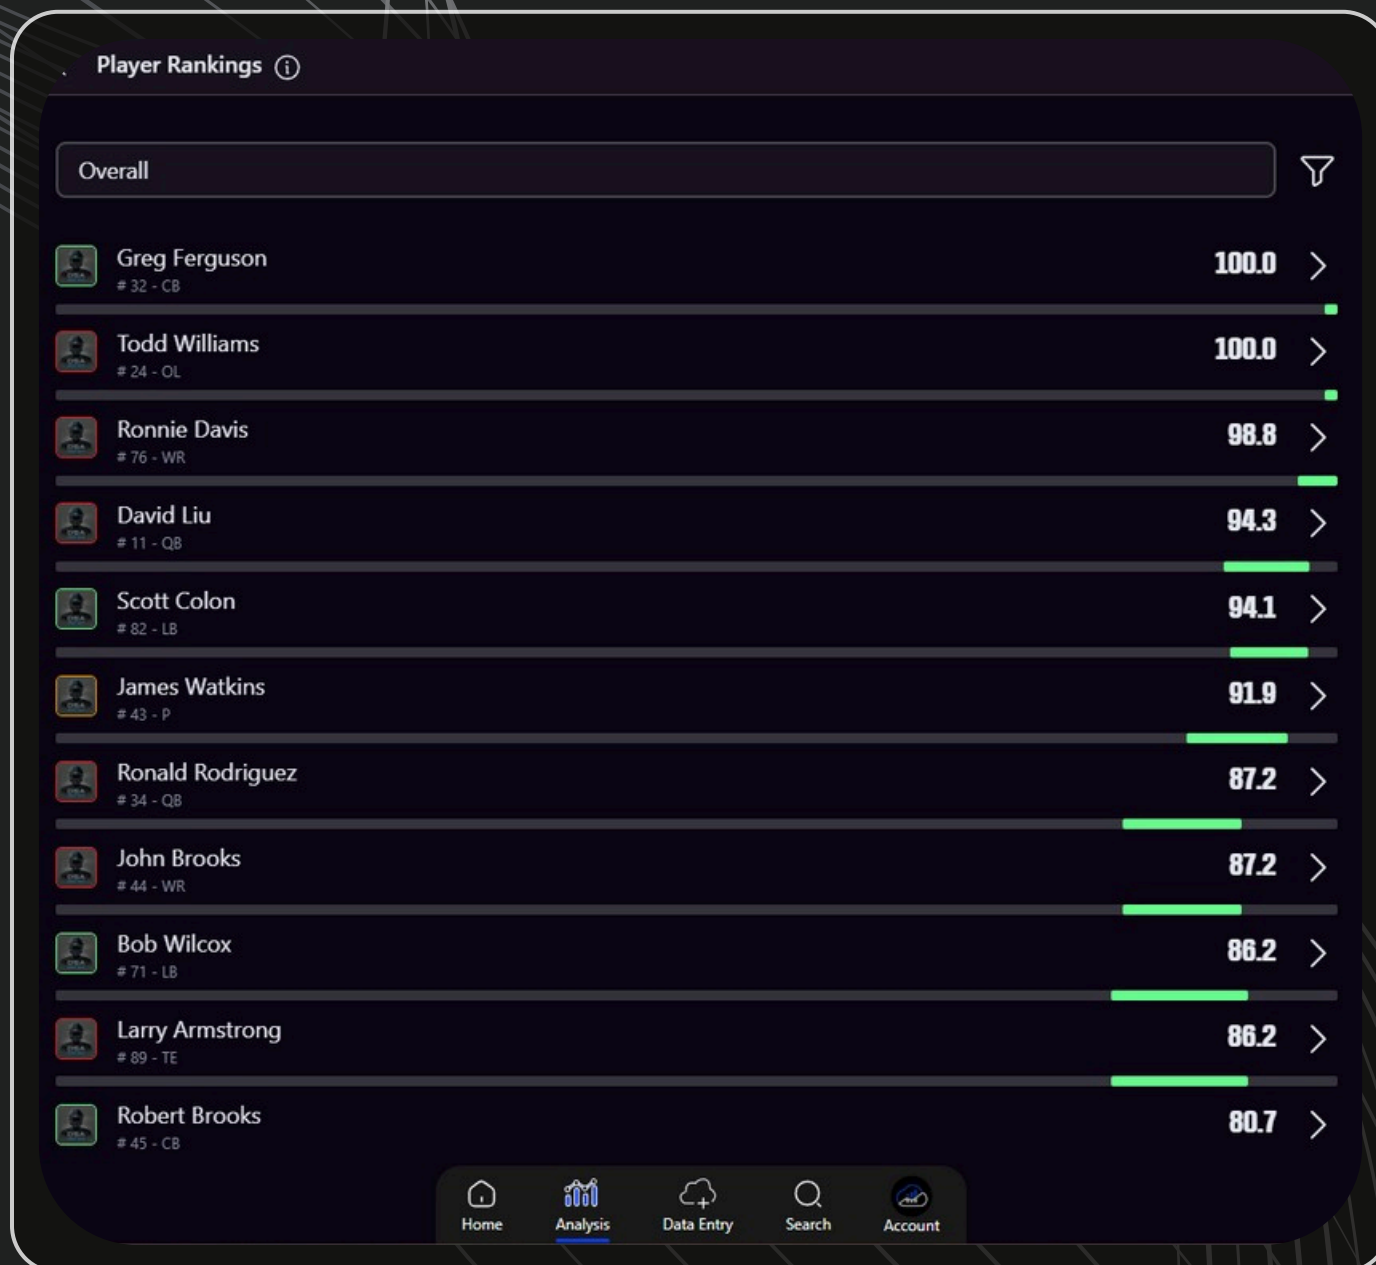 Player Rankings
Overall
Greg Ferguson
# 32 - CB
100.0
Todd Williams
# 24 - OL
100.0
Ronnie Davis
# 76 - WR
98.8
David Liu
# 11 - QB
94.3
Scott Colon
# 82 - LB
94.1
James Watkins
# 43 - P
91.9
Ronald Rodriguez
# 34 - QB
87.2
John Brooks
# 44 - WR
87.2
Bob Wilcox
# 71 - LB
86.2
Larry Armstrong
# 89 - TE
86.2
Robert Brooks
# 45 - CB
80.7
Home
Analysis
Data Entry
Search
Account